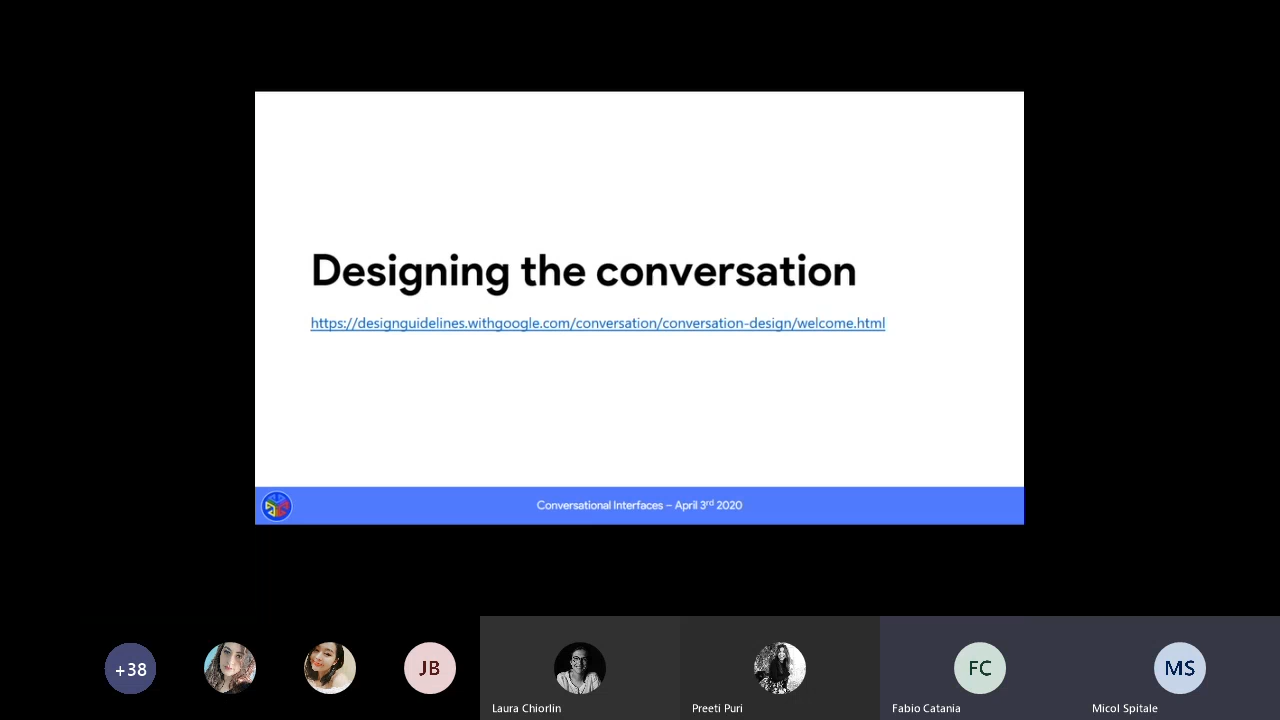 Designing the conversation
https://designguidelines.withgoogle.com/conversation/conversation-design/welcome.html
Conversational Interfaces – April 3rd 2020
+38
JB
FC
MS
Laura Chiorlin
Preeti Puri
Fabio Catania
Micol Spitale